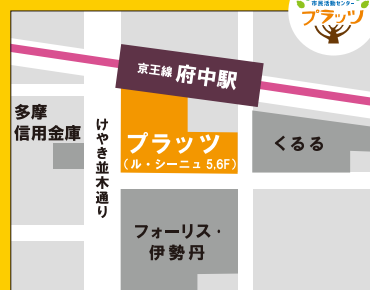 市民活動センター
プラッツ
京王線 府中駅
多摩
信用金庫
けやき並木通り
プラッツ
(ル・シーニュ 5,6F)
くるる
フォーリス・
伊勢丹